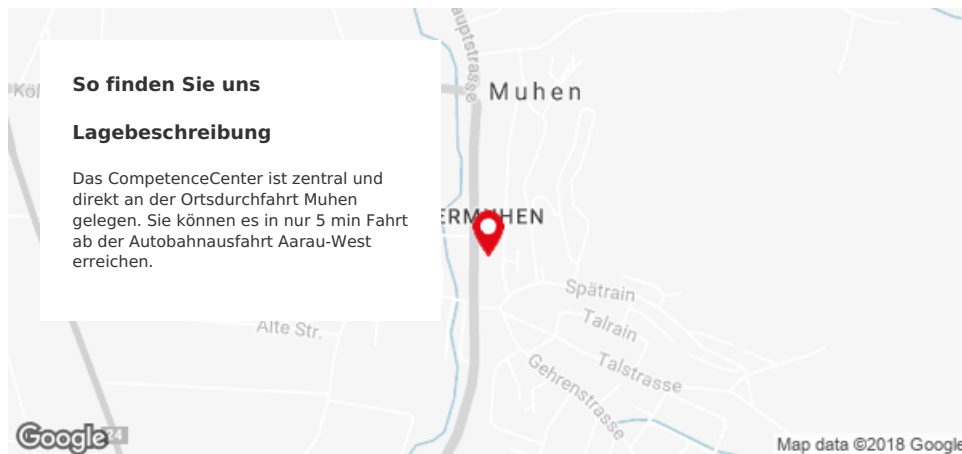 So finden Sie uns
Lagebeschreibung
Das CompetenceCenter ist zentral und
direkt an der Ortsdurchfahrt Muhen
gelegen. Sie können es in nur 5 min Fahrt
ab der Autobahnausfahrt Aarau-West
erreichen.
Muhen
Spätrain
Talrain
Talstrasse
Gehrenstrasse
Alte Str.
Google
24
Map data ©2018 Google